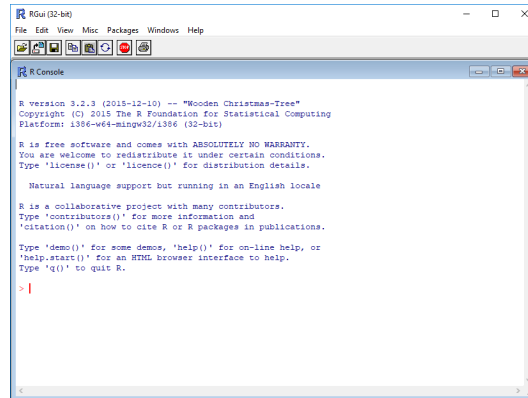 RGui (32-bit)
File Edit View Misc Packages Windows Help
STOP
R Console
R version 3.2.3 (2015-12-10) -- "Wooden Christmas-Tree"
Copyright (C) 2015 The R Foundation for Statistical Computing
Platform: i386-w64-mingw32/i386 (32-bit)
R is free software and comes with ABSOLUTELY NO WARRANTY.
You are welcome to redistribute it under certain conditions.
Type 'license()' or 'licence()' for distribution details.
Natural language support but running in an English locale
R is a collaborative project with many contributors.
Type 'contributors()' for more information and
'citation()' on how to cite R or R packages in publications.
Type 'demo()' for some demos, 'help()' for on-line help, or
'help.start()' for an HTML browser interface to help.
Type 'q()' to quit R.
>